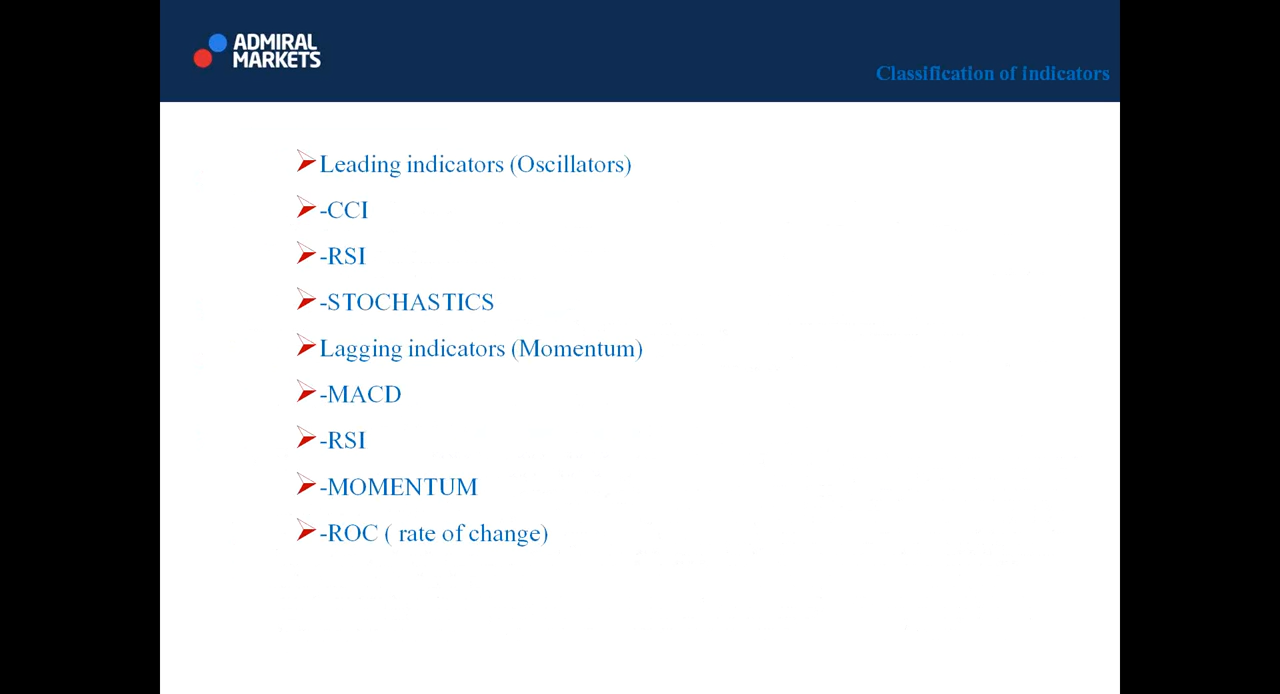 ADMIRAL
MARKETS
Classification of indicators
Leading indicators (Oscillators)
-CCI
-RSI
-STOCHASTICS
Lagging indicators (Momentum)
-MACD
-RSI
-MOMENTUM
-ROC ( rate of change)